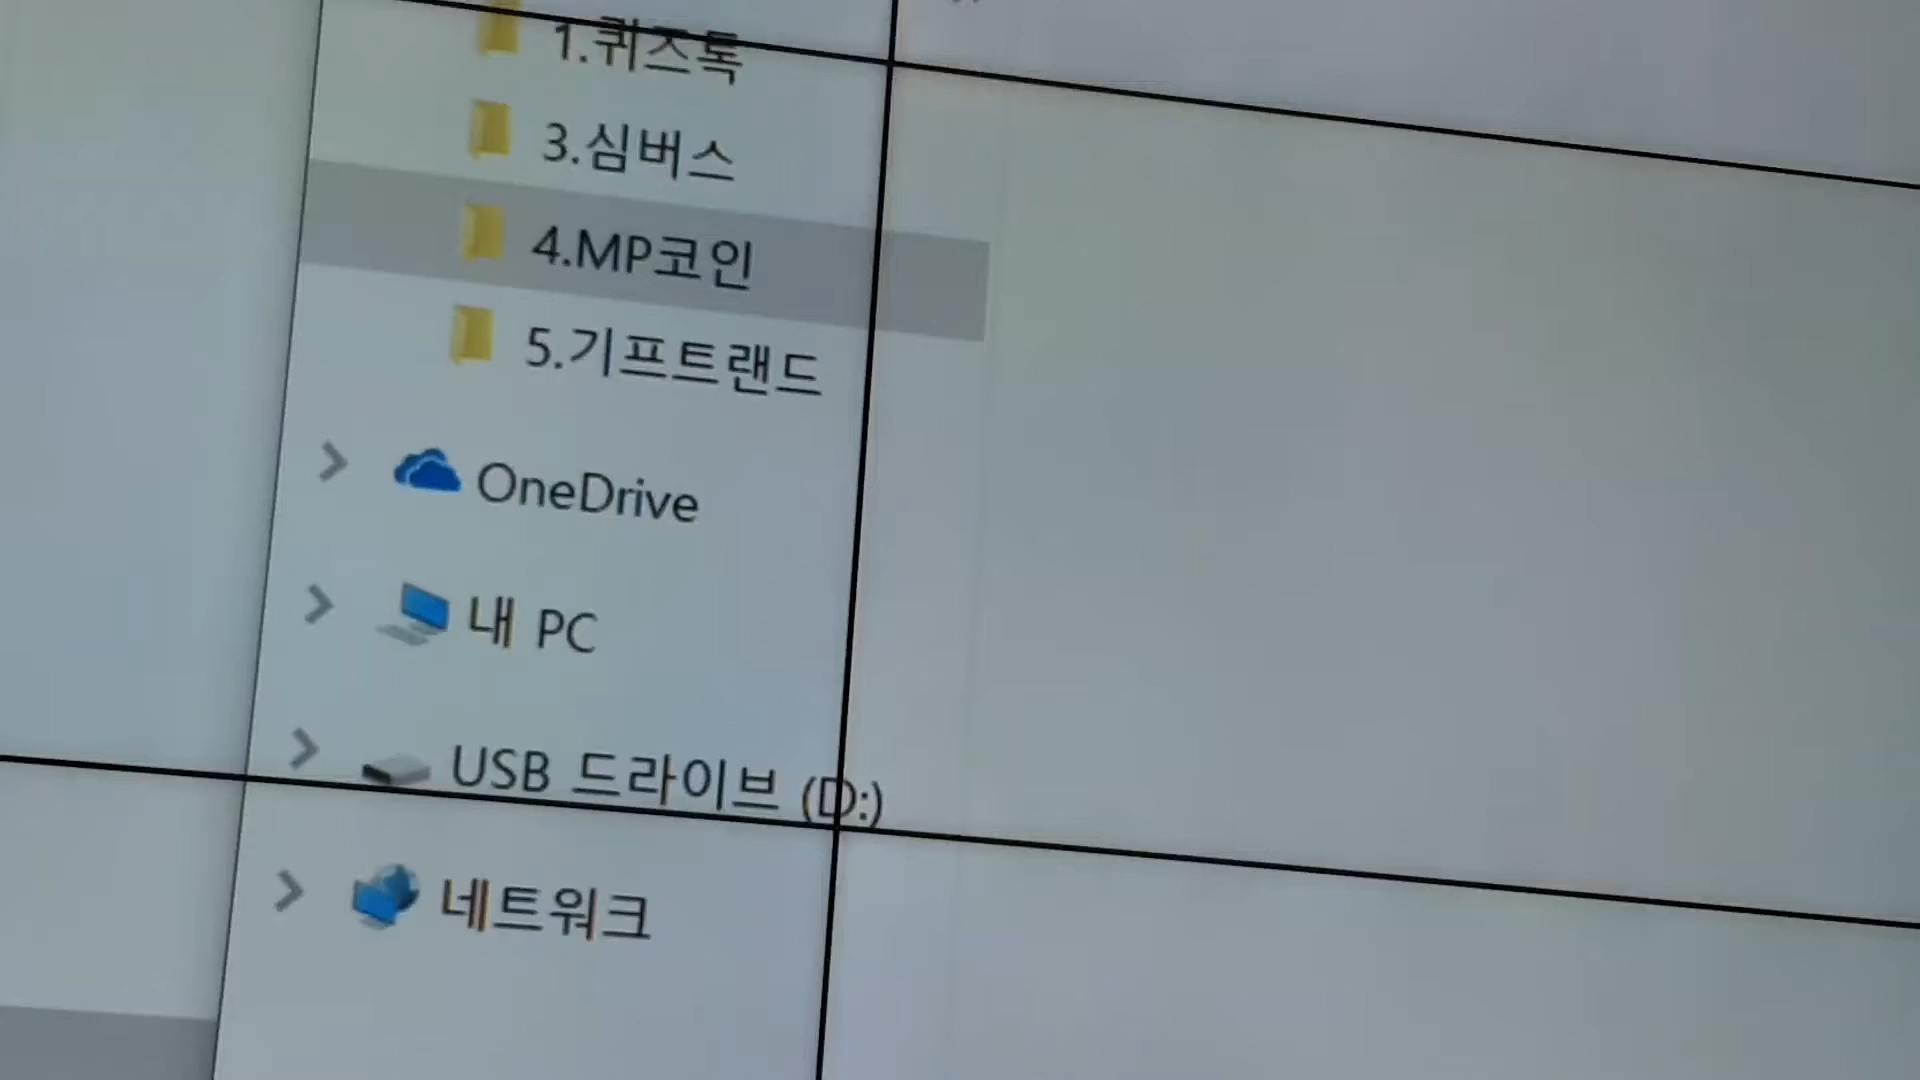 1.퀴즈톡
3.심버스
4.MP코인
5.기프트랜드
OneDrive
내 PC
USB 드라이브 (D:)
네트워크